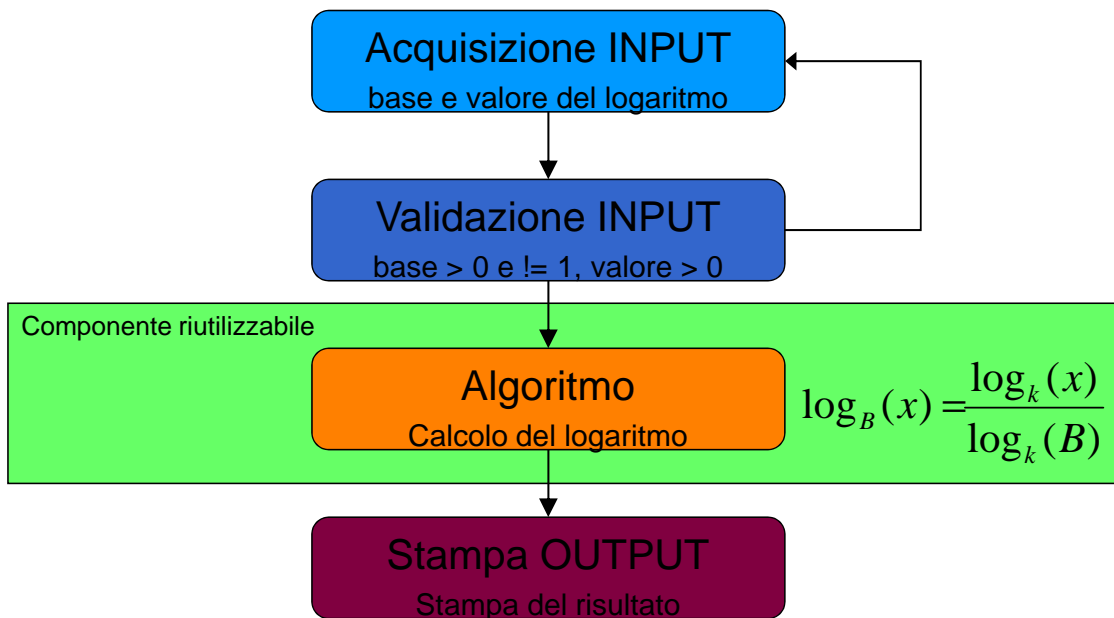 Acquisizione INPUT
base e valore del logaritmo
Validazione INPUT
base > 0 e != 1, valore > 0
Componente riutilizzabile
Algoritmo
Calcolo del logaritmo
log_B(x) = log_k(x) / log_k(B)
Stampa OUTPUT
Stampa del risultato